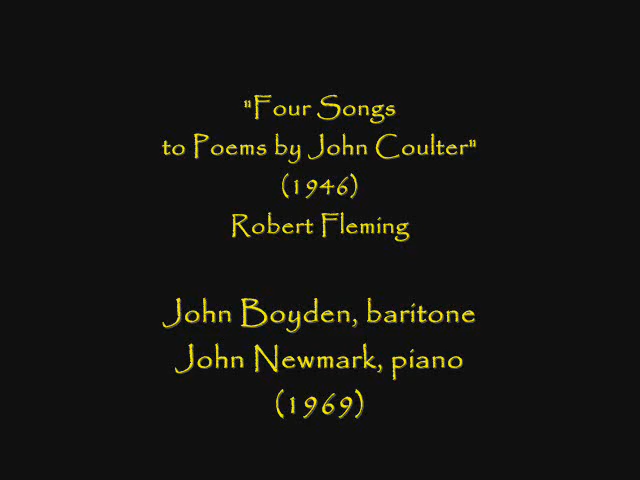 "Four Songs
to Poems by John Coulter"
(1946)
Robert Fleming
John Boyden, baritone
John Newmark, piano
(1969)